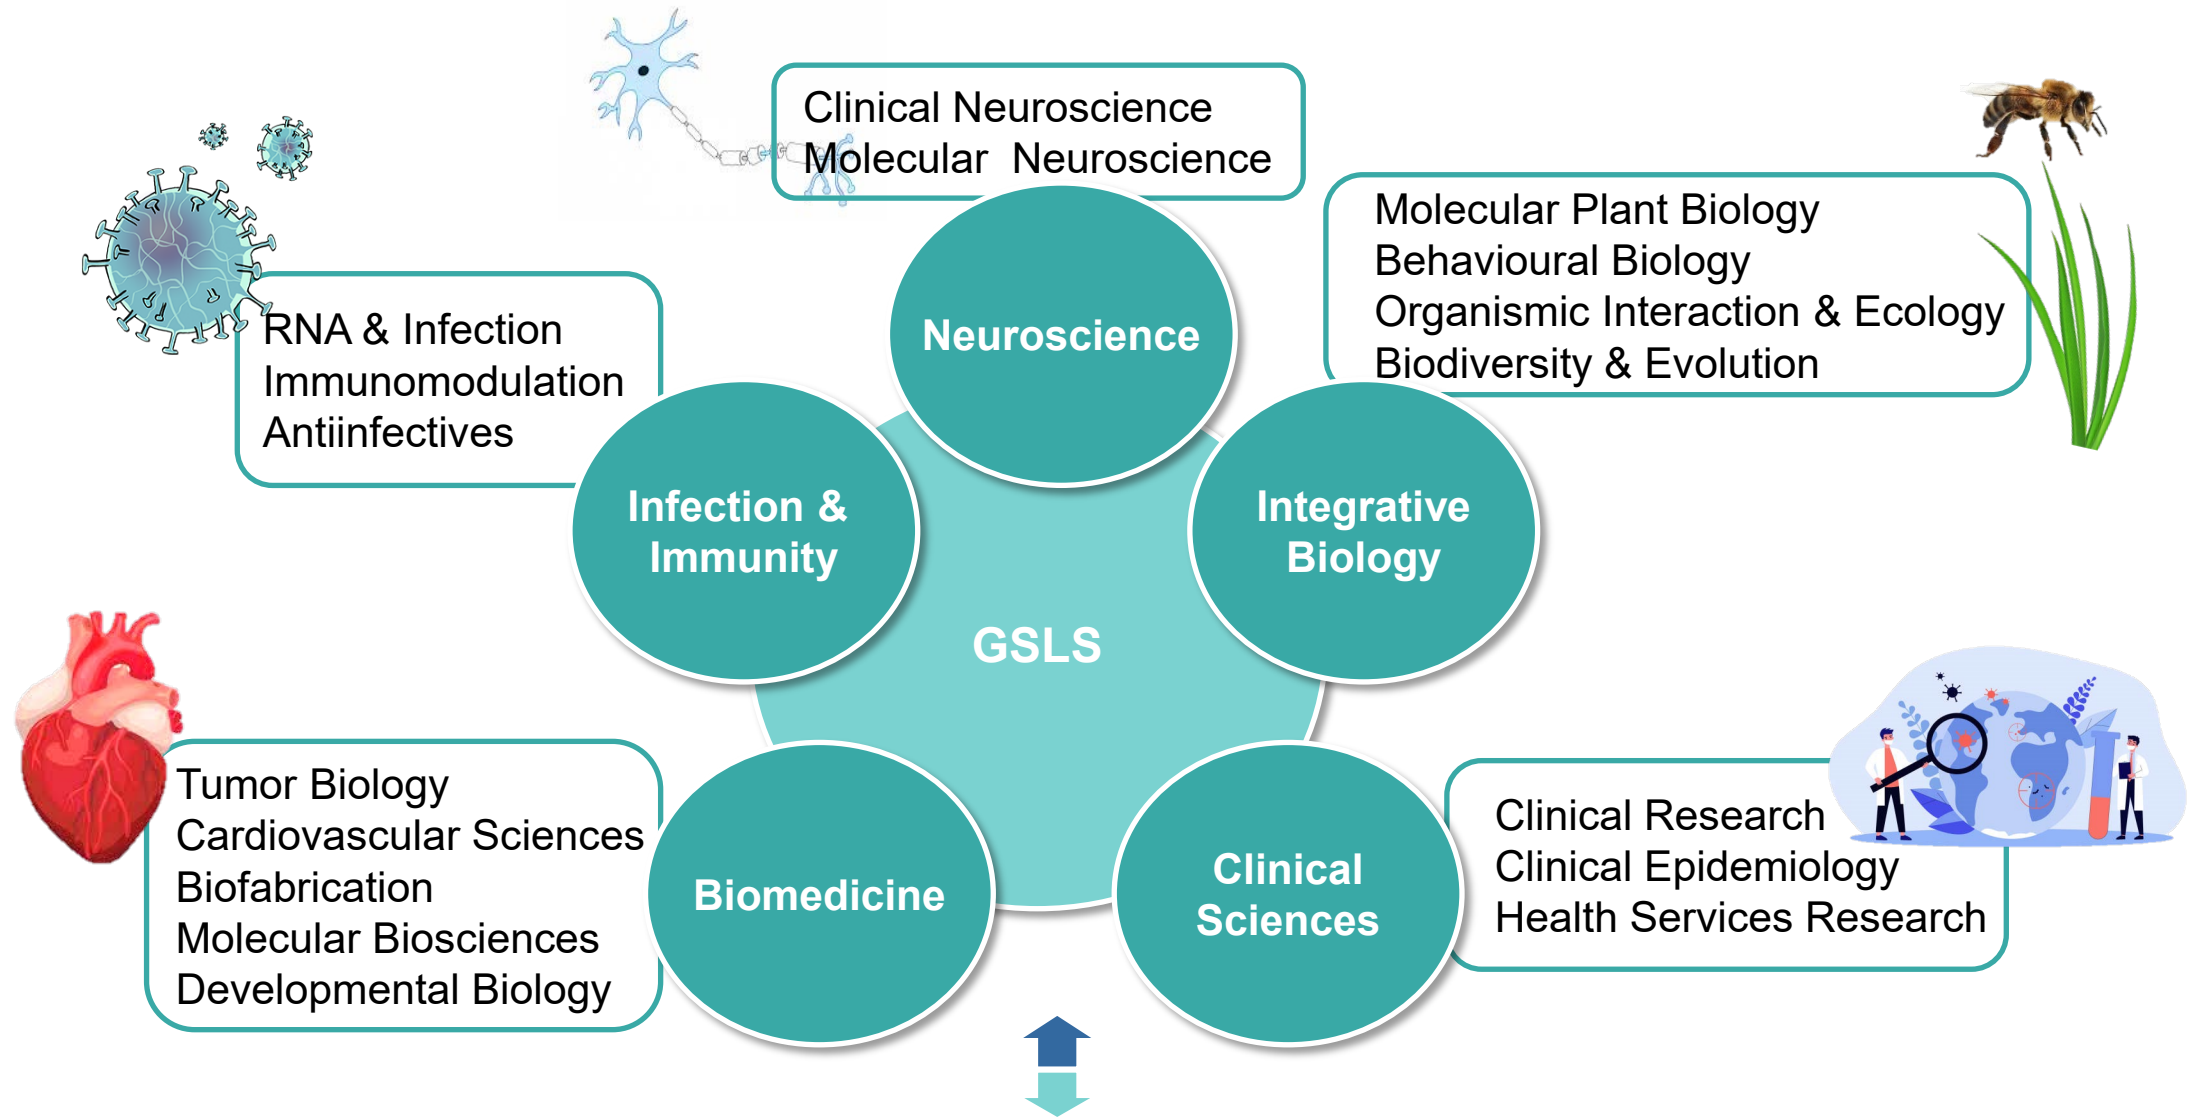 Clinical Neuroscience
Molecular  Neuroscience
Neuroscience
Molecular Plant Biology
Behavioural Biology
Organismic Interaction & Ecology
Biodiversity & Evolution
Integrative
Biology
RNA & Infection
Immunomodulation
Antiinfectives
Infection &
Immunity
GSLS
Tumor Biology
Cardiovascular Sciences
Biofabrication
Molecular Biosciences
Developmental Biology
Biomedicine
Clinical
Sciences
Clinical Research
Clinical Epidemiology
Health Services Research